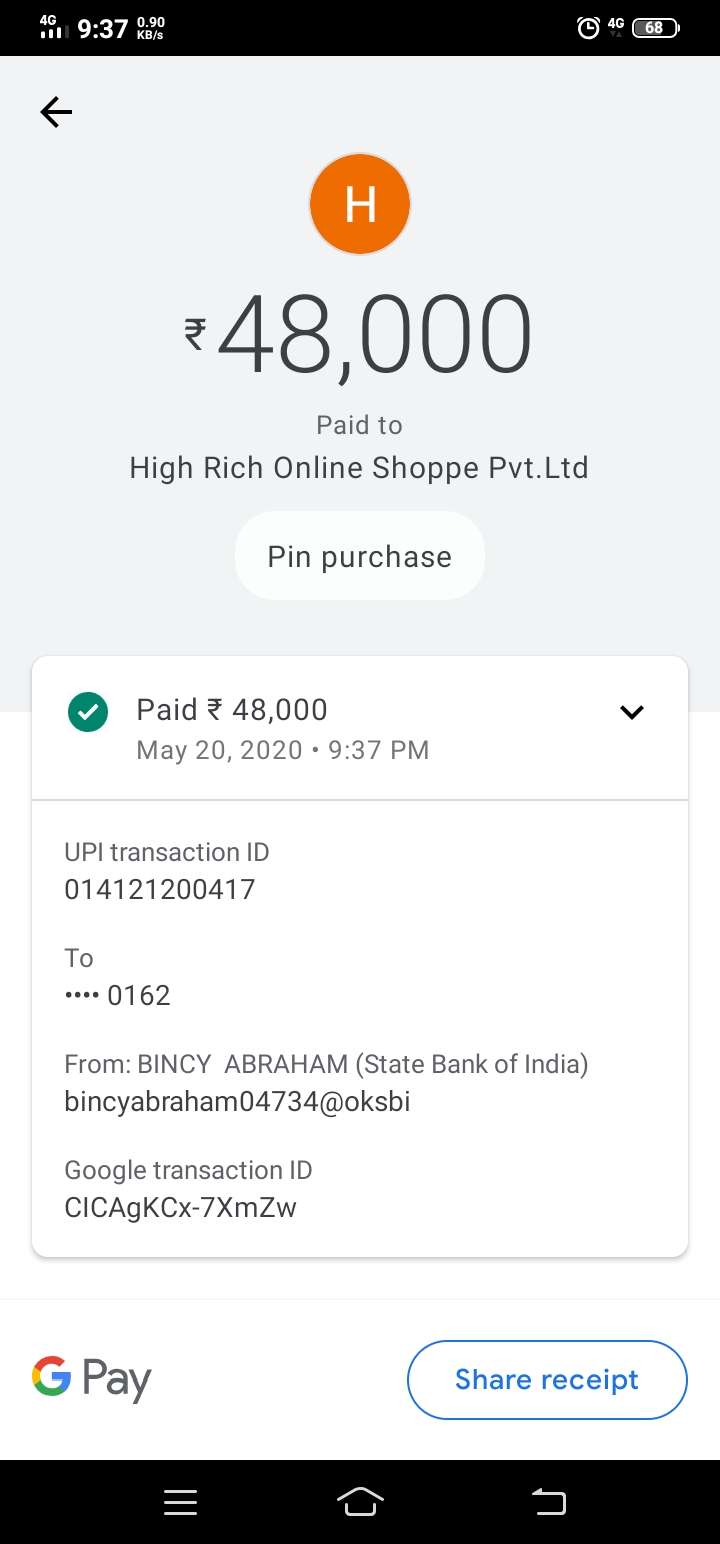 4G 9:37 0.90 KB/s 4G 68
H
₹48,000
Paid to
High Rich Online Shoppe Pvt.Ltd
Pin purchase
Paid ₹ 48,000
May 20, 2020 • 9:37 PM
UPI transaction ID
014121200417
To
•••• 0162
From: BINCY  ABRAHAM (State Bank of India)
bincyabraham04734@oksbi
Google transaction ID
CICAgKCx-7XmZw
G Pay
Share receipt